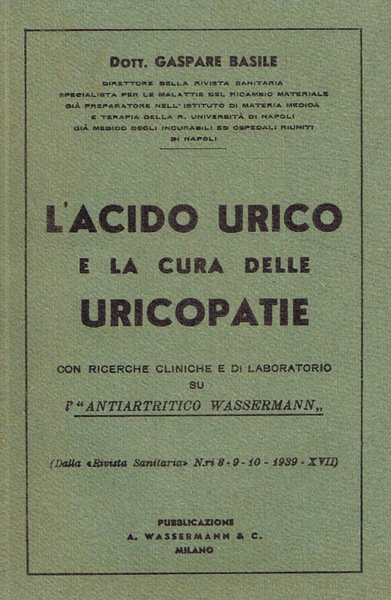 DOTT. GASPARE BASILE
DIRETTORE DELLA RIVISTA SANITARIA
SPECIALISTA PER LE MALATTIE DEL RICAMBIO MATERIALE
GIÀ PREPARATORE NELL'ISTITUTO DI MATERIA MEDICA
E TERAPIA DELLA R. UNIVERSITÀ DI NAPOLI
GIÀ MEDICO DEGLI INCURABILI ED OSPEDALI RIUNITI
DI NAPOLI
L'ACIDO URICO
E LA CURA DELLE
URICOPATIE
CON RICERCHE CLINICHE E DI LABORATORIO
SU
l'"ANTIARTRITICO WASSERMANN„
(Dalla «Rivista Sanitaria» N.ri 8 - 9 - 10 - 1939 - XVII)
PUBBLICAZIONE
A. WASSERMANN & C.
MILANO